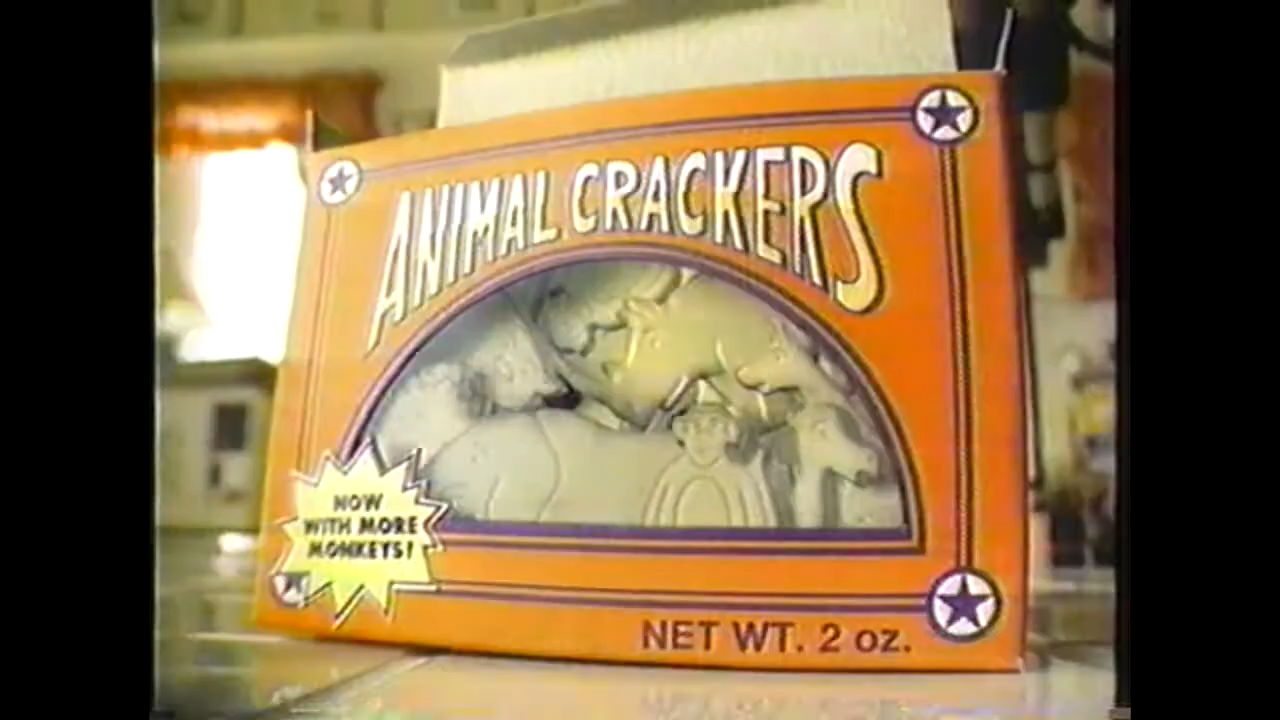 ANIMAL CRACKERS
NOW
WITH MORE
MONKEYS!
NET WT. 2 oz.